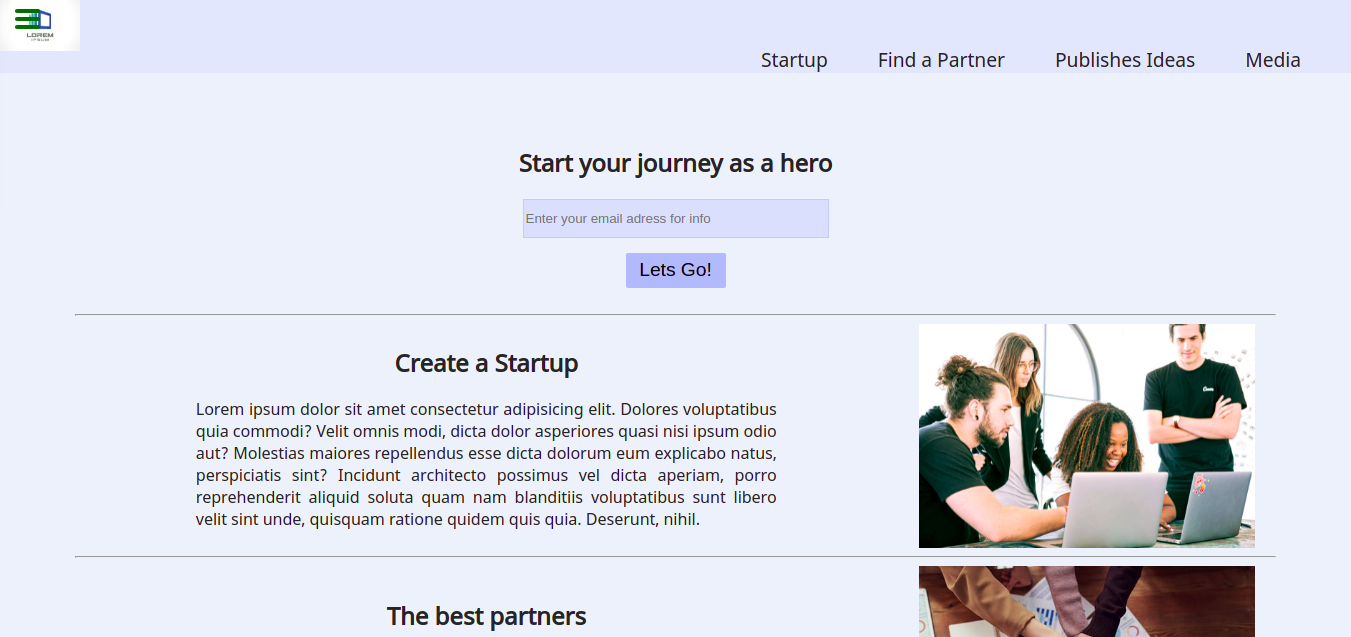 LOREM
IPSUM
Startup Find a Partner Publishes Ideas Media
Start your journey as a hero
Enter your email adress for info
Lets Go!
Create a Startup
Lorem ipsum dolor sit amet consectetur adipisicing elit. Dolores voluptatibus
quia commodi? Velit omnis modi, dicta dolor asperiores quasi nisi ipsum odio
aut? Molestias maiores repellendus esse dicta dolorum eum explicabo natus,
perspiciatis sint? Incidunt architecto possimus vel dicta aperiam, porro
reprehenderit aliquid soluta quam nam blanditiis voluptatibus sunt libero
velit sint unde, quisquam ratione quidem quis quia. Deserunt, nihil.
The best partners